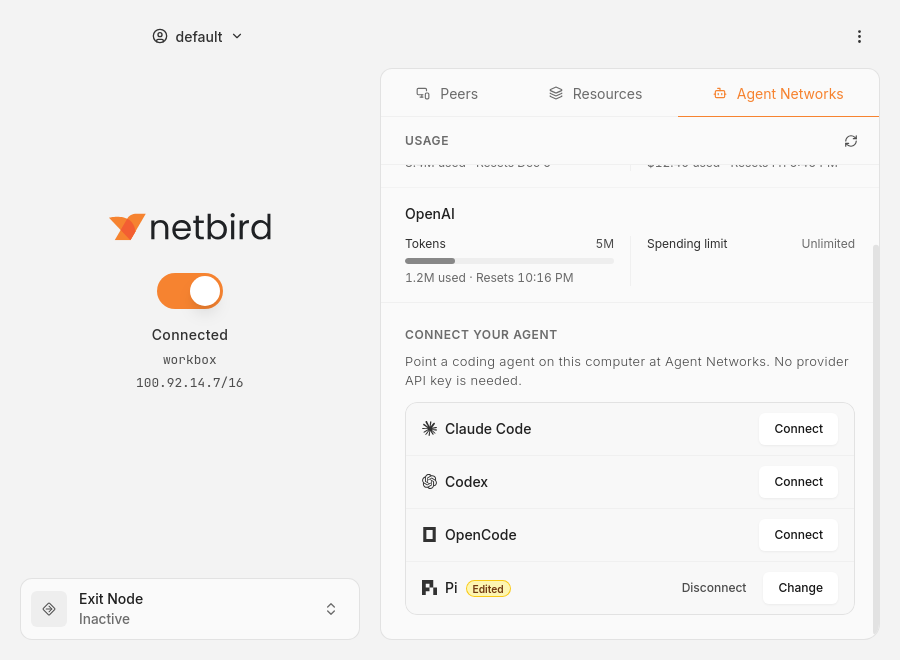 default
Peers
Resources
Agent Networks
USAGE
netbird
Connected
workbox
100.92.14.7/16
Exit Node
Inactive
OpenAI
Tokens 5M
1.2M used · Resets 10:16 PM
Spending limit Unlimited
CONNECT YOUR AGENT
Point a coding agent on this computer at Agent Networks. No provider
API key is needed.
Claude Code Connect
Codex Connect
OpenCode Connect
Pi Edited Disconnect Change